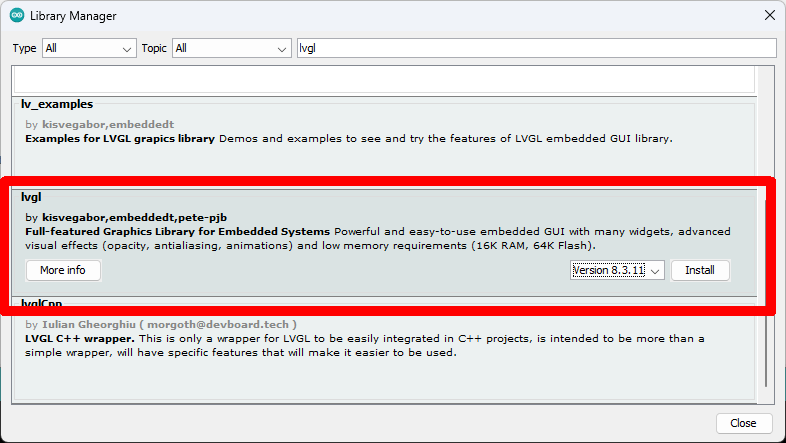 Library Manager
Type All Topic All lvgl
lv_examples
by kisvegabor,embeddedt
Examples for LVGL grapics library Demos and examples to see and try the features of LVGL embedded GUI library.
lvgl
by kisvegabor,embeddedt,pete-pjb
Full-featured Graphics Library for Embedded Systems Powerful and easy-to-use embedded GUI with many widgets, advanced
visual effects (opacity, antialiasing, animations) and low memory requirements (16K RAM, 64K Flash).
More info Version 8.3.11 Install
lvglCpp
by Iulian Gheorghiu ( morgoth@devboard.tech )
LVGL C++ wrapper. This is only a wrapper for LVGL to be easily integrated in C++ projects, is intended to be more than a
simple wrapper, will have specific features that will make it easier to be used.
Close